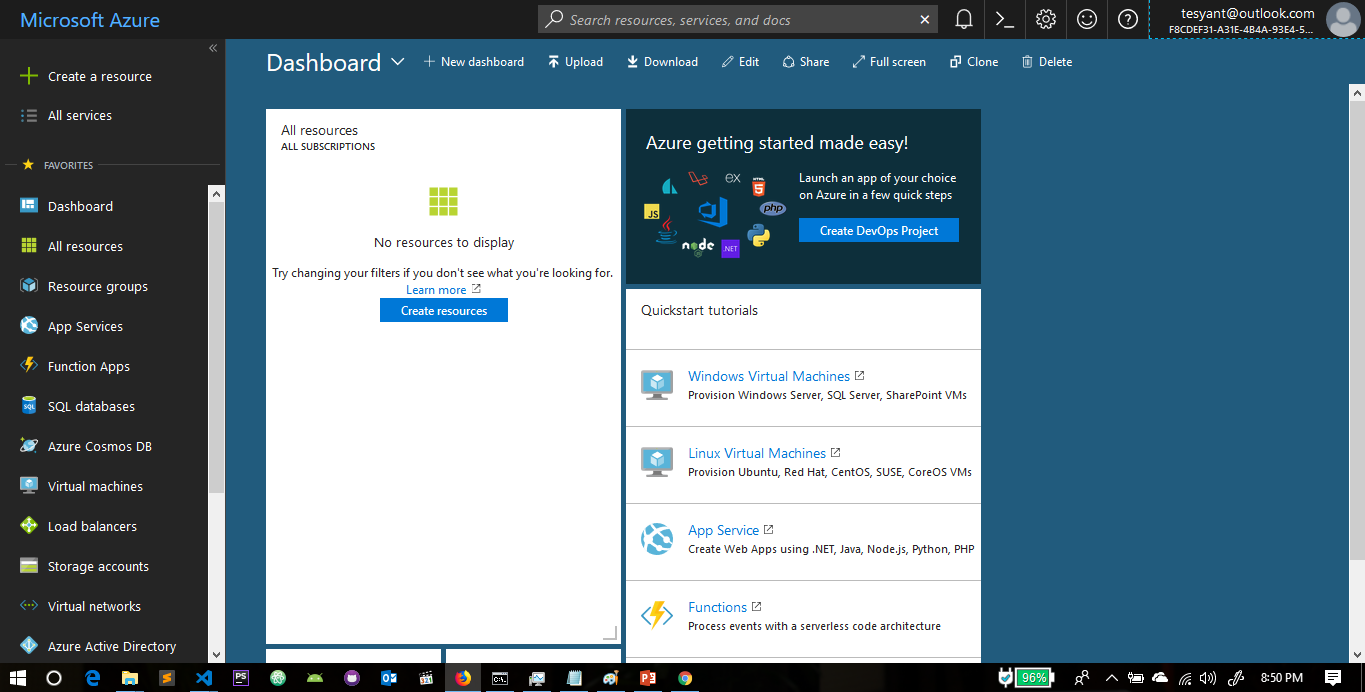 Microsoft Azure
Search resources, services, and docs
tesyant@outlook.com
F8CDEF31-A31E-4B4A-93E4-5...
Create a resource
All services
FAVORITES
Dashboard
All resources
Resource groups
App Services
Function Apps
SQL databases
Azure Cosmos DB
Virtual machines
Load balancers
Storage accounts
Virtual networks
Azure Active Directory
Dashboard
New dashboard
Upload
Download
Edit
Share
Full screen
Clone
Delete
All resources
ALL SUBSCRIPTIONS
No resources to display
Try changing your filters if you don't see what you're looking for.
Learn more
Create resources
Azure getting started made easy!
EX
HTML
5
JS
php
node
.NET
Launch an app of your choice
on Azure in a few quick steps
Create DevOps Project
Quickstart tutorials
Windows Virtual Machines
Provision Windows Server, SQL Server, SharePoint VMs
Linux Virtual Machines
Provision Ubuntu, Red Hat, CentOS, SUSE, CoreOS VMs
App Service
Create Web Apps using .NET, Java, Node.js, Python, PHP
Functions
Process events with a serverless code architecture
96%
8:50 PM